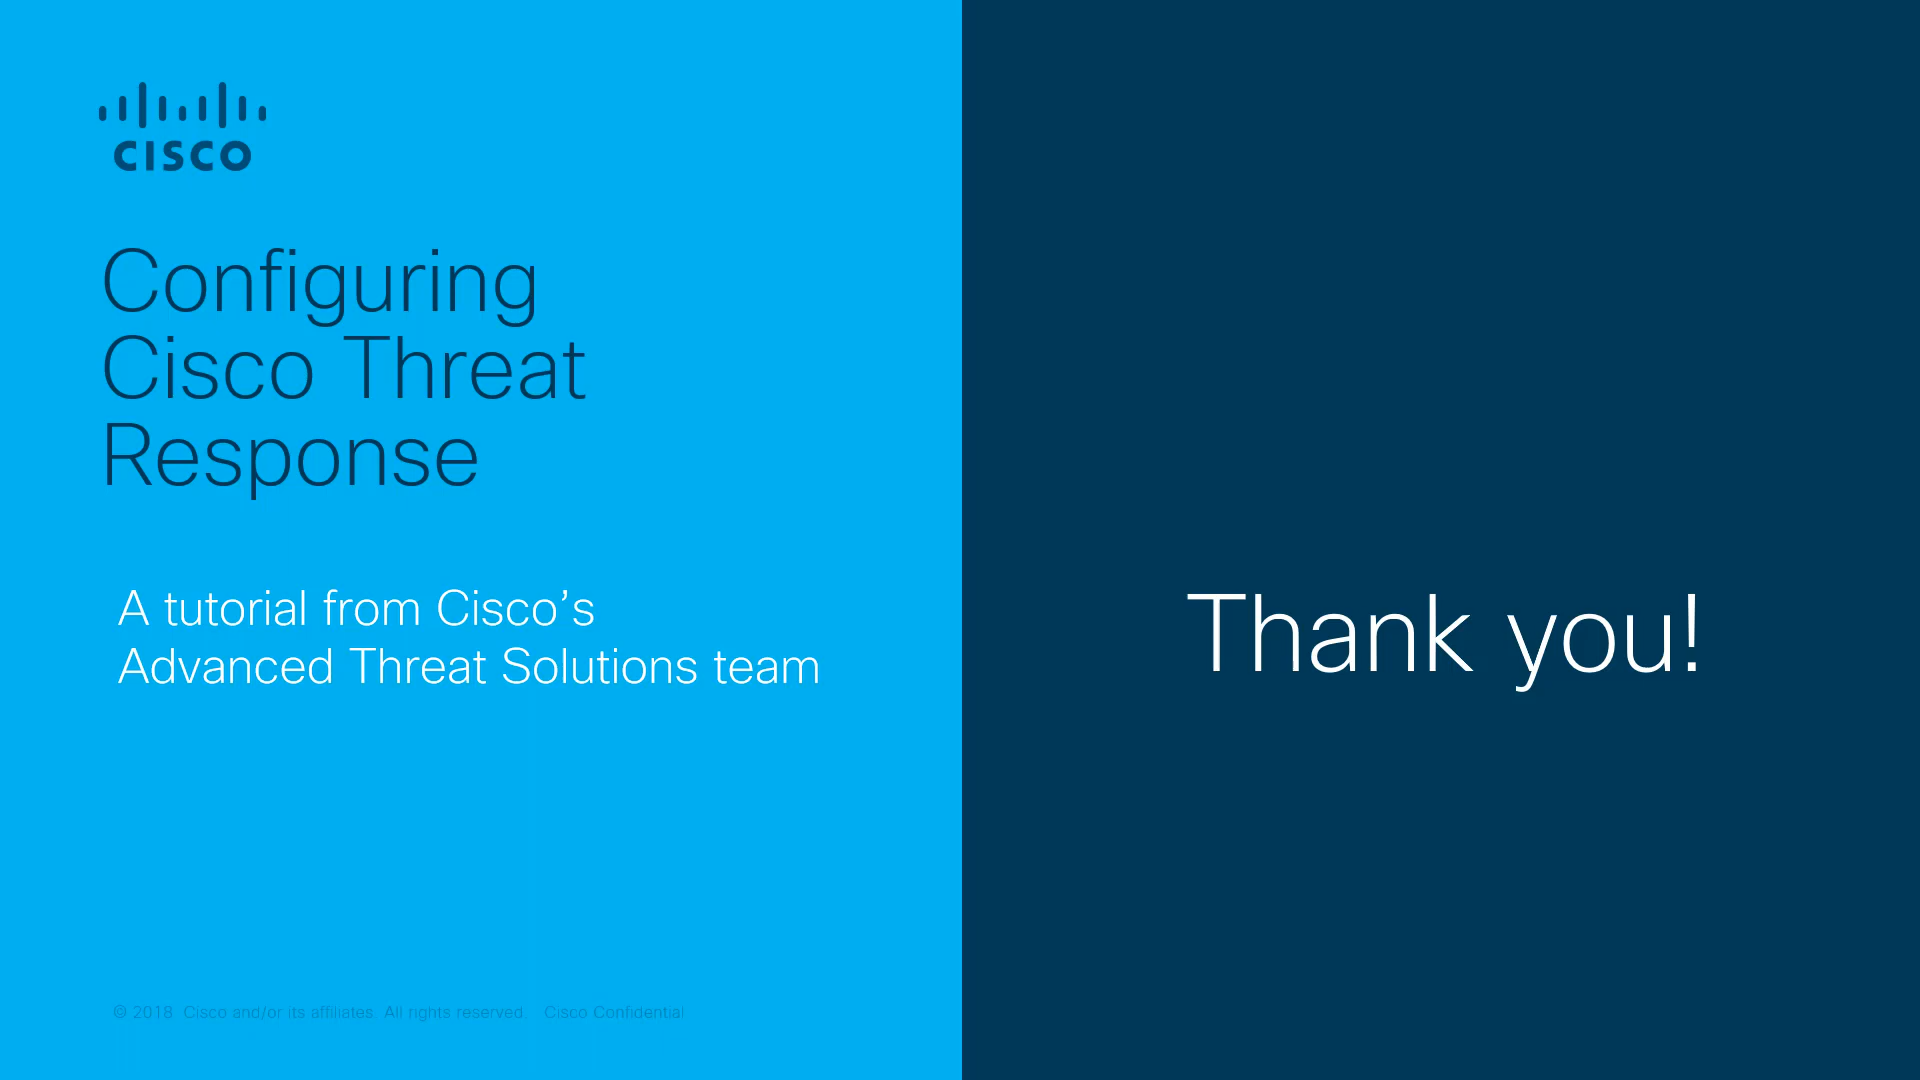 CISCO
Configuring
Cisco Threat
Response
A tutorial from Cisco’s
Advanced Threat Solutions team
© 2018 Cisco and/or its affiliates. All rights reserved. Cisco Confidential
Thank you!